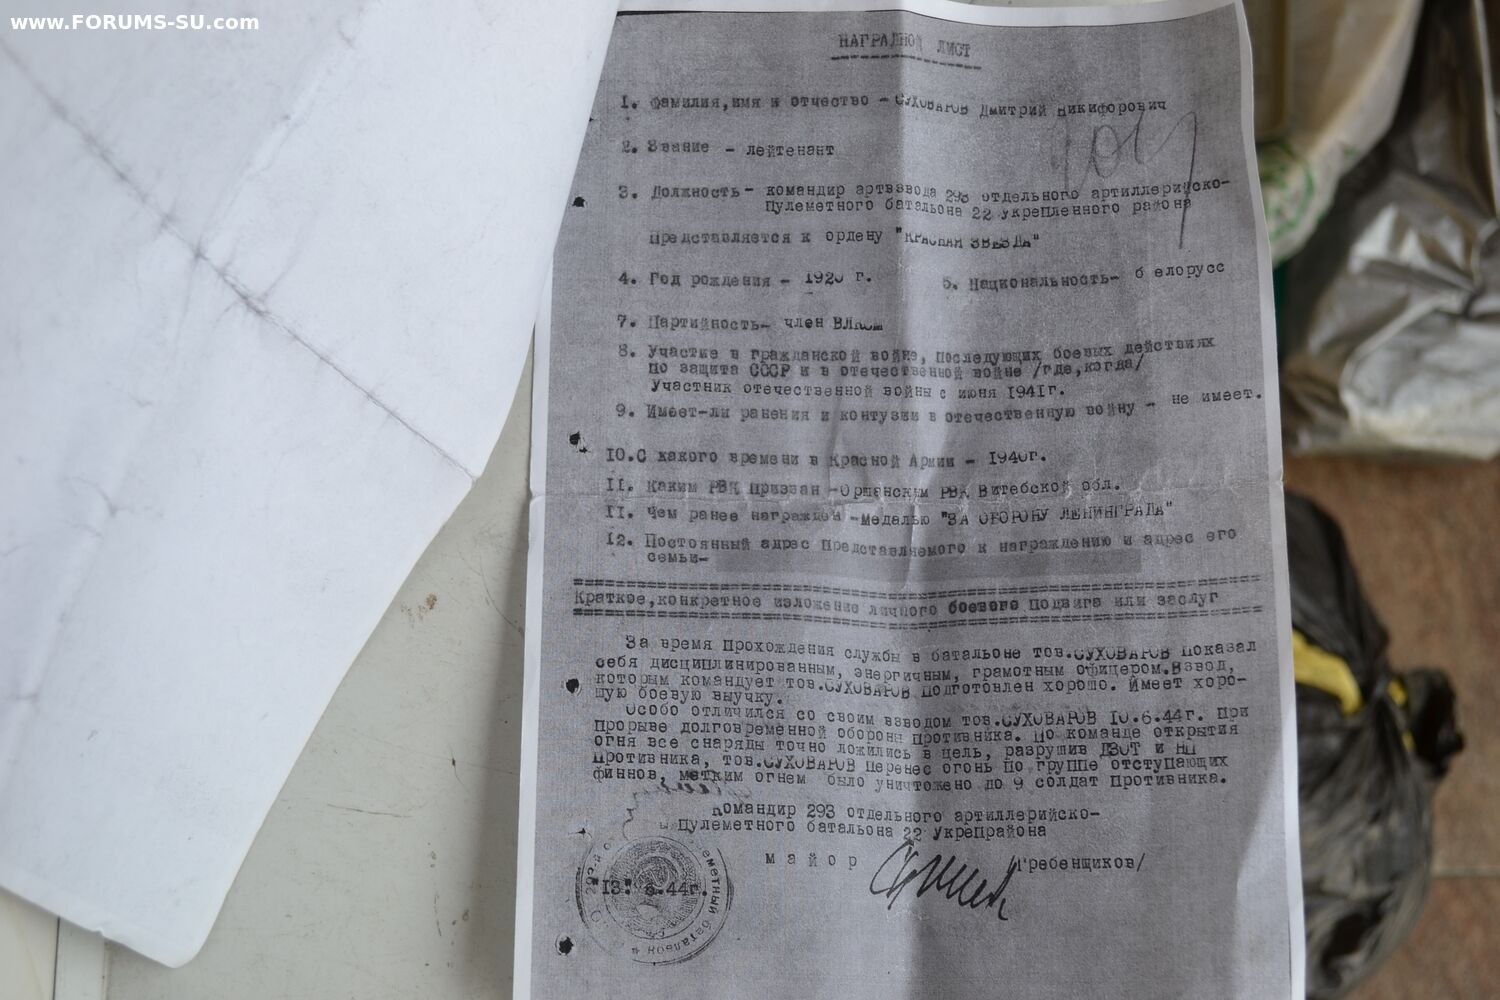 www.FORUMS-SU.com
НАГРАДНОЙ ЛИСТ
1. Фамилия,имя и отчество - СУХОВАРОВ Дмитрий Никифорович
2. Звание - лейтенант
3. Должность - командир артвзвода 293 отдельного артиллерийско-
пулеметного батальона 22 укрепленного района
Представляется к ордену "КРАСНАЯ ЗВЕЗДА"
4. Год рождения - 1920 г. 5. Национальность- белорусс
7. Партийность- член ВЛКСМ
8. Участие в гражданской войне, последующих боевых действиях
по защита СССР и в отечественной войне /где,когда/
Участник отечественной войны с июня 1941г.
9. Имеет-ли ранения и контузии в отечественную войну - не имеет.
10.С какого времени в Красной Армии - 1940г.
11. Каким РВК призван -Оршанским РВК Витебской обл.
11. Чем ранее награжден -медалью "ЗА ОБОРОНУ ЛЕНИНГРАДА"
12. Постоянный адрес представляемого к награждению и адрес его
семьи-
Краткое,конкретное изложение личного боевого подвига или заслуг
За время прохождения службы в батальоне тов.СУХОВАРОВ показал
себя дисциплинированным, энергичным, грамотным офицером.Взвод,
которым командует тов.СУХОВАРОВ подготовлен хорошо. Имеет хоро-
шую боевую выучку.
Особо отличился со своим взводом тов.СУХОВАРОВ 10.6.44г. При
прорыве долговременной обороны противника. По команде открытия
огня все снаряды точно ложились в цель, разрушив ДЗОТ и НП
противника, тов.СУХОВАРОВ перенес огонь по группе отступающих
финнов, метким огнем было уничтожено до 9 солдат противника.
Командир 293 отдельного артиллерийско-
пулеметного батальона 22 укрепрайона
майор /Гребенщиков/
"13" 6.44г.